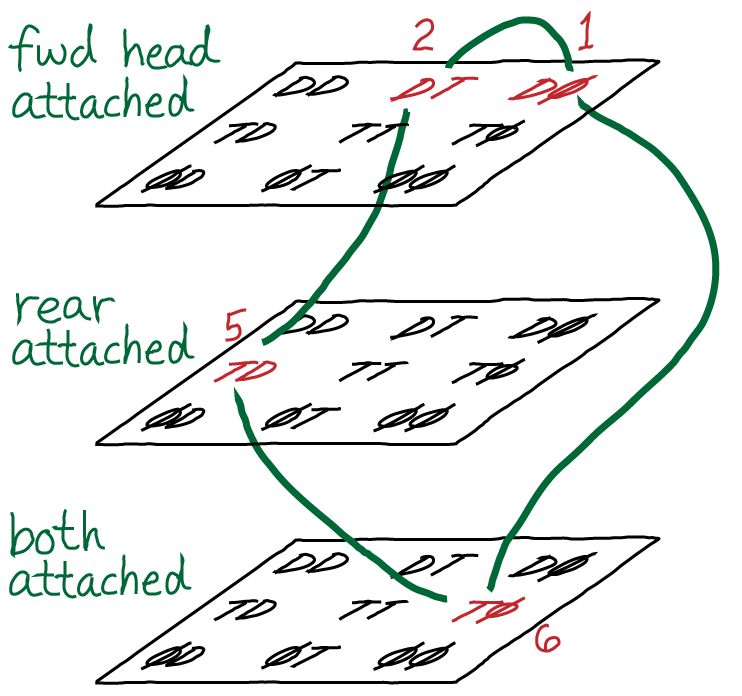 2 1
fwd head
attached
DD DT DØ
TD TT TØ
ØD ØT ØØ
rear
attached
5
DD DT DØ
TD TT TØ
ØD ØT ØØ
both
attached
DD DT DØ
TD TT TØ
6
ØD ØT ØØ